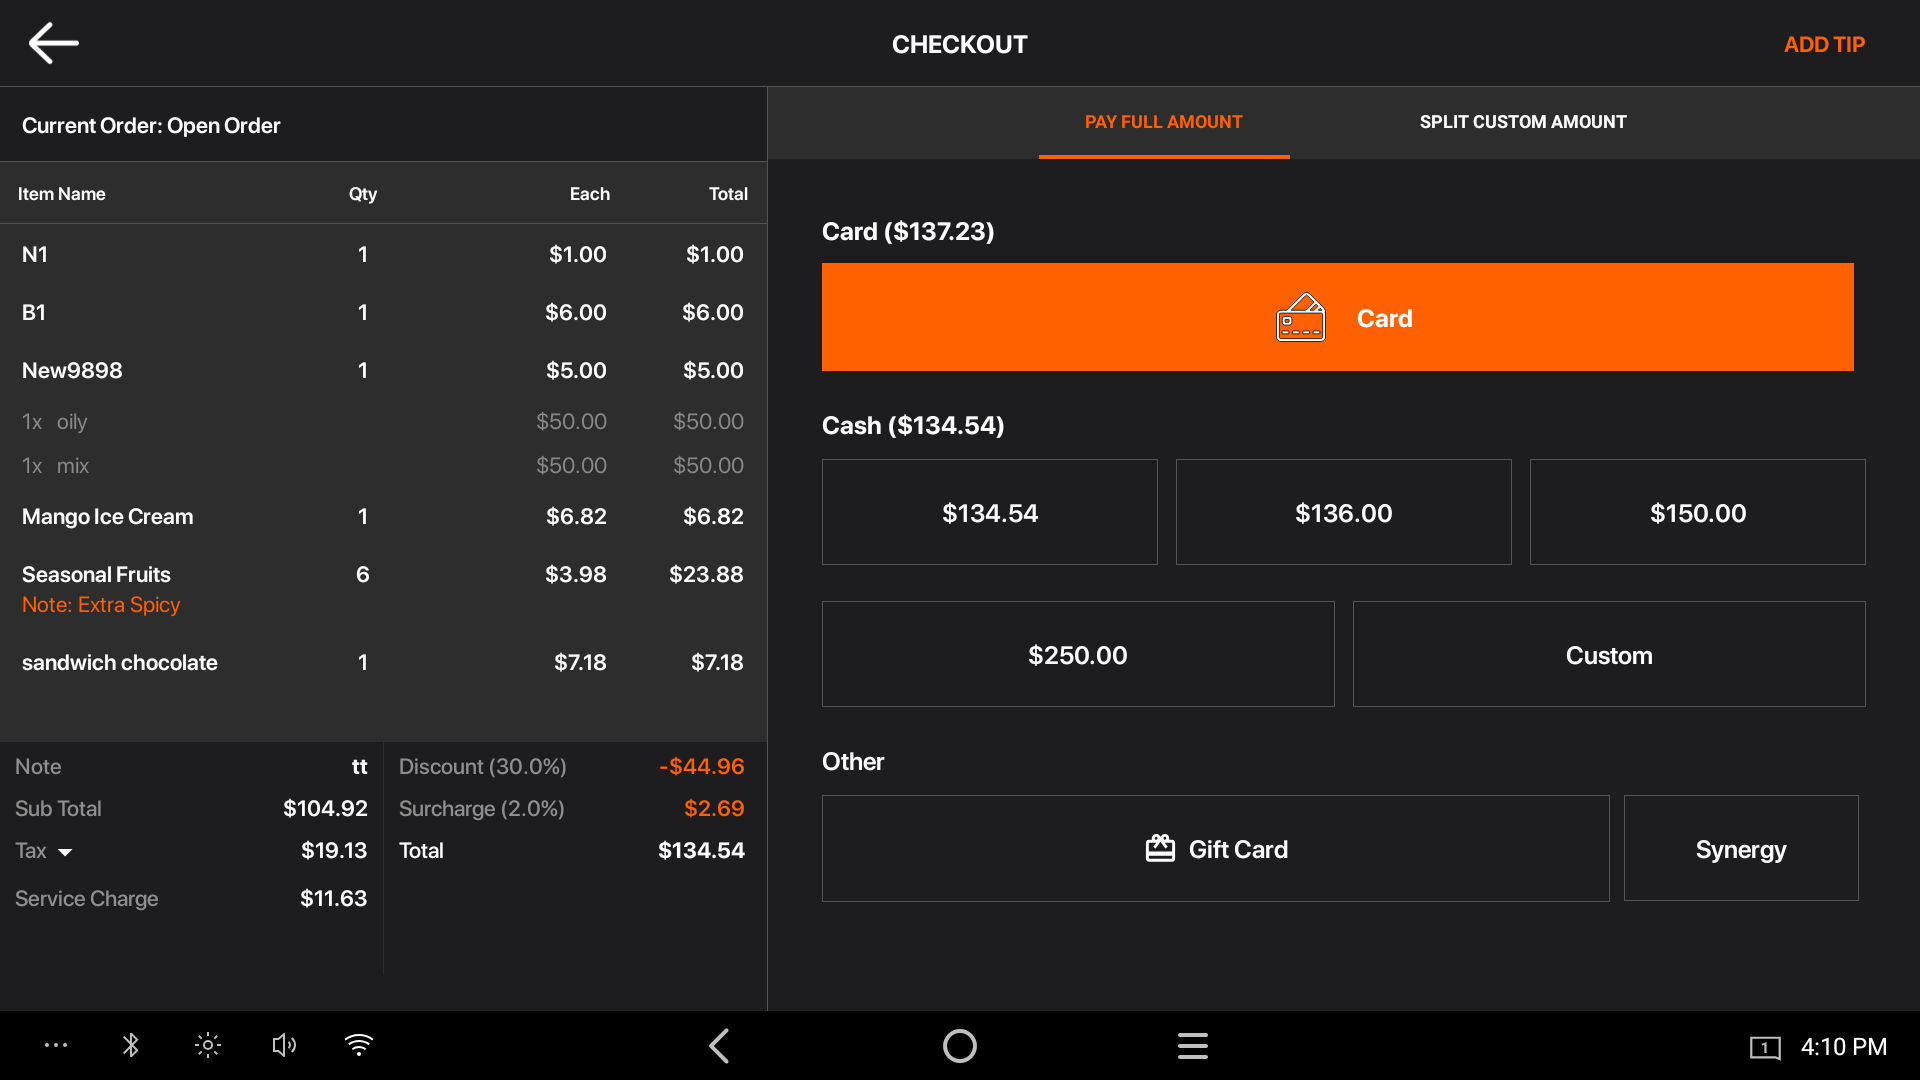 CHECKOUT
ADD TIP
Current Order: Open Order
PAY FULL AMOUNT
SPLIT CUSTOM AMOUNT
Item Name Qty Each Total
N1 1 $1.00 $1.00
B1 1 $6.00 $6.00
New9898 1 $5.00 $5.00
1x oily $50.00 $50.00
1x mix $50.00 $50.00
Mango Ice Cream 1 $6.82 $6.82
Seasonal Fruits 6 $3.98 $23.88
Note: Extra Spicy
sandwich chocolate 1 $7.18 $7.18
Note tt
Sub Total $104.92
Tax $19.13
Service Charge $11.63
Discount (30.0%) -$44.96
Surcharge (2.0%) $2.69
Total $134.54
Card ($137.23)
Card
Cash ($134.54)
$134.54
$136.00
$150.00
$250.00
Custom
Other
Gift Card
Synergy
1
4:10 PM